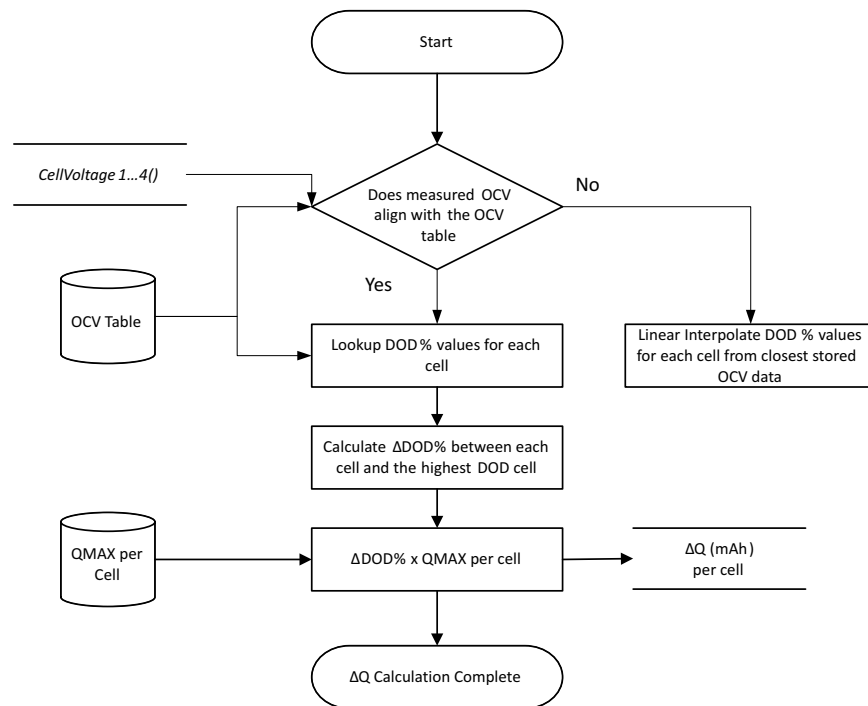 Start
CellVoltage 1...4()
Does measured OCV
align with the OCV
table
No
Yes
OCV Table
Lookup DOD% values for each
cell
Linear Interpolate DOD % values
for each cell from closest stored
OCV data
Calculate ΔDOD% between each
cell and the highest DOD cell
QMAX per
Cell
ΔDOD% x QMAX per cell
ΔQ (mAh)
per cell
ΔQ Calculation Complete